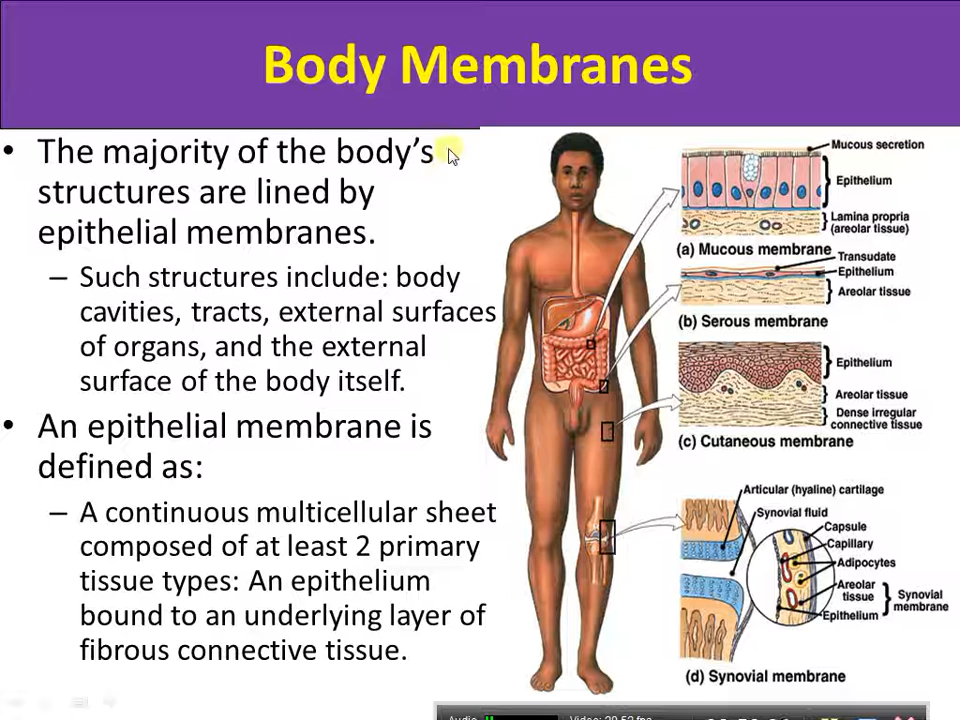 Body Membranes
• The majority of the body's
structures are lined by
epithelial membranes.
– Such structures include: body
cavities, tracts, external surfaces
of organs, and the external
surface of the body itself.
• An epithelial membrane is
defined as:
– A continuous multicellular sheet
composed of at least 2 primary
tissue types: An epithelium
bound to an underlying layer of
fibrous connective tissue.
Mucous secretion
Epithelium
Lamina propria
(areolar tissue)
(a) Mucous membrane
Transudate
Epithelium
Areolar tissue
(b) Serous membrane
Epithelium
Areolar tissue
Dense irregular
connective tissue
(c) Cutaneous membrane
Articular (hyaline) cartilage
Synovial fluid
Capsule
Capillary
Adipocytes
Areolar
tissue
Synovial
membrane
Epithelium
(d) Synovial membrane